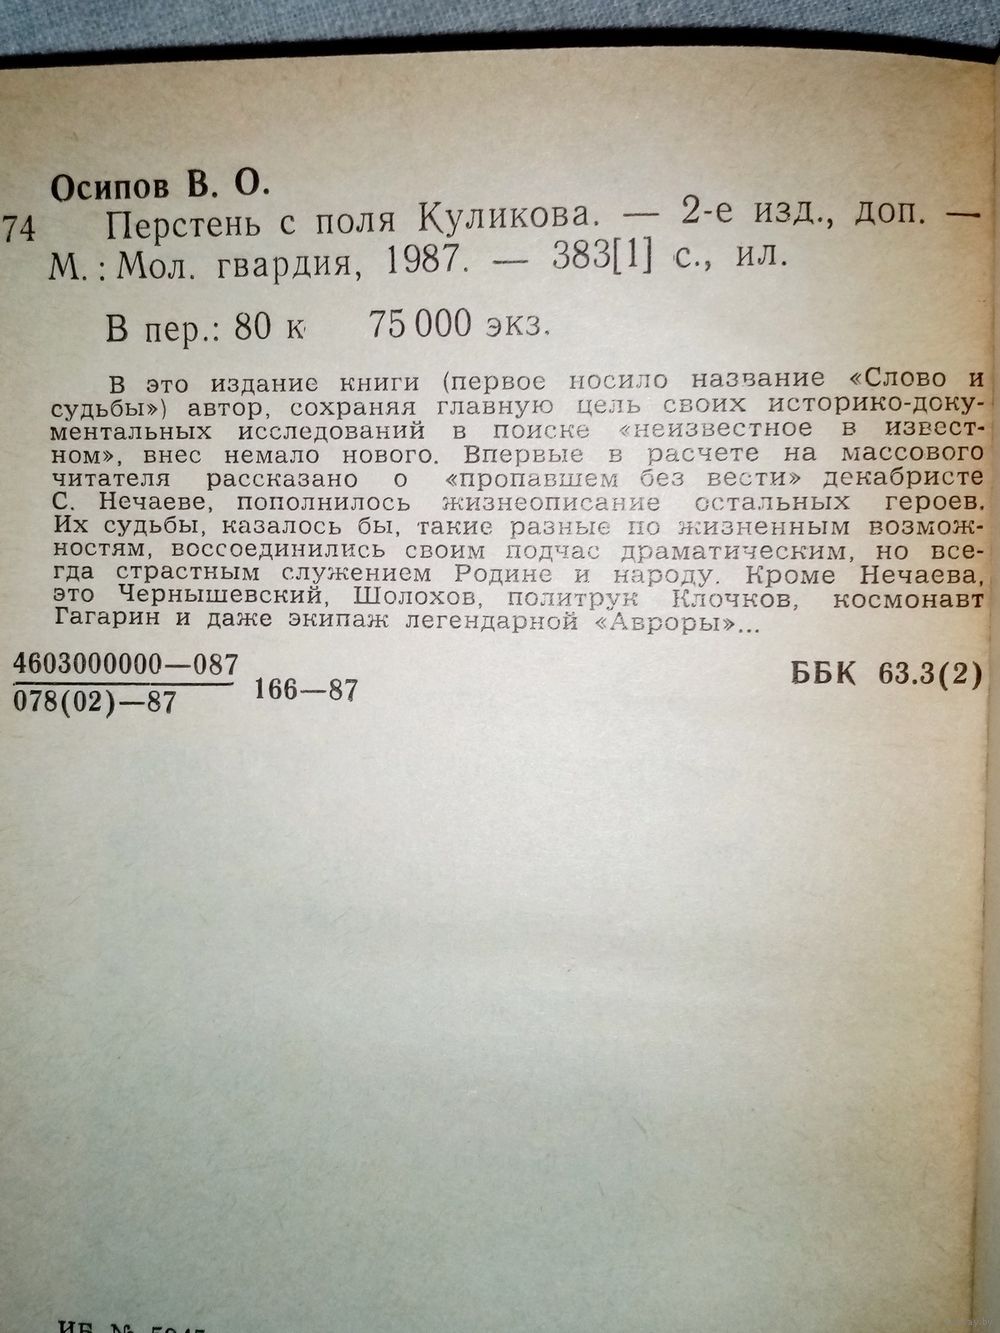 Осипов В. О.
74 Перстень с поля Куликова. — 2-е изд., доп. —
М. : Мол. гвардия, 1987. — 383[1] с., ил.
В пер.: 80 к 75 000 экз.
В это издание книги (первое носило название «Слово и
судьбы») автор, сохраняя главную цель своих историко-доку-
ментальных исследований в поиске «неизвестное в извест-
ном», внес немало нового. Впервые в расчете на массового
читателя рассказано о «пропавшем без вести» декабристе
С. Нечаеве, пополнилось жизнеописание остальных героев.
Их судьбы, казалось бы, такие разные по жизненным возмож-
ностям, воссоединились своим подчас драматическим, но все-
гда страстным служением Родине и народу. Кроме Нечаева,
это Чернышевский, Шолохов, политрук Клочков, космонавт
Гагарин и даже экипаж легендарной «Авроры»...
4603000000—087
078(02)—87
166—87
ББК 63.3(2)
ИБ №